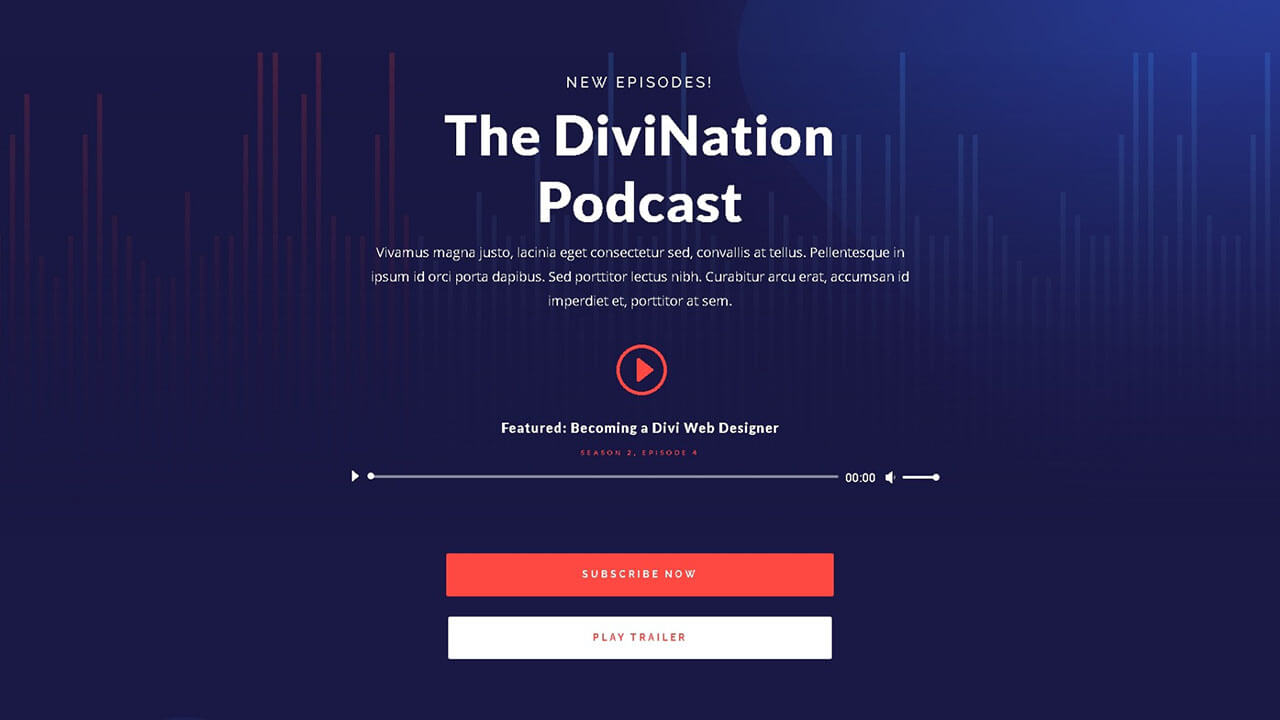 NEW EPISODES!
The DiviNation
Podcast
Vivamus magna justo, lacinia eget consectetur sed, convallis at tellus. Pellentesque in
ipsum id orci porta dapibus. Sed porttitor lectus nibh. Curabitur arcu erat, accumsan id
imperdiet et, porttitor at sem.
Featured: Becoming a Divi Web Designer
SEASON 2, EPISODE 4
00:00
SUBSCRIBE NOW
PLAY TRAILER